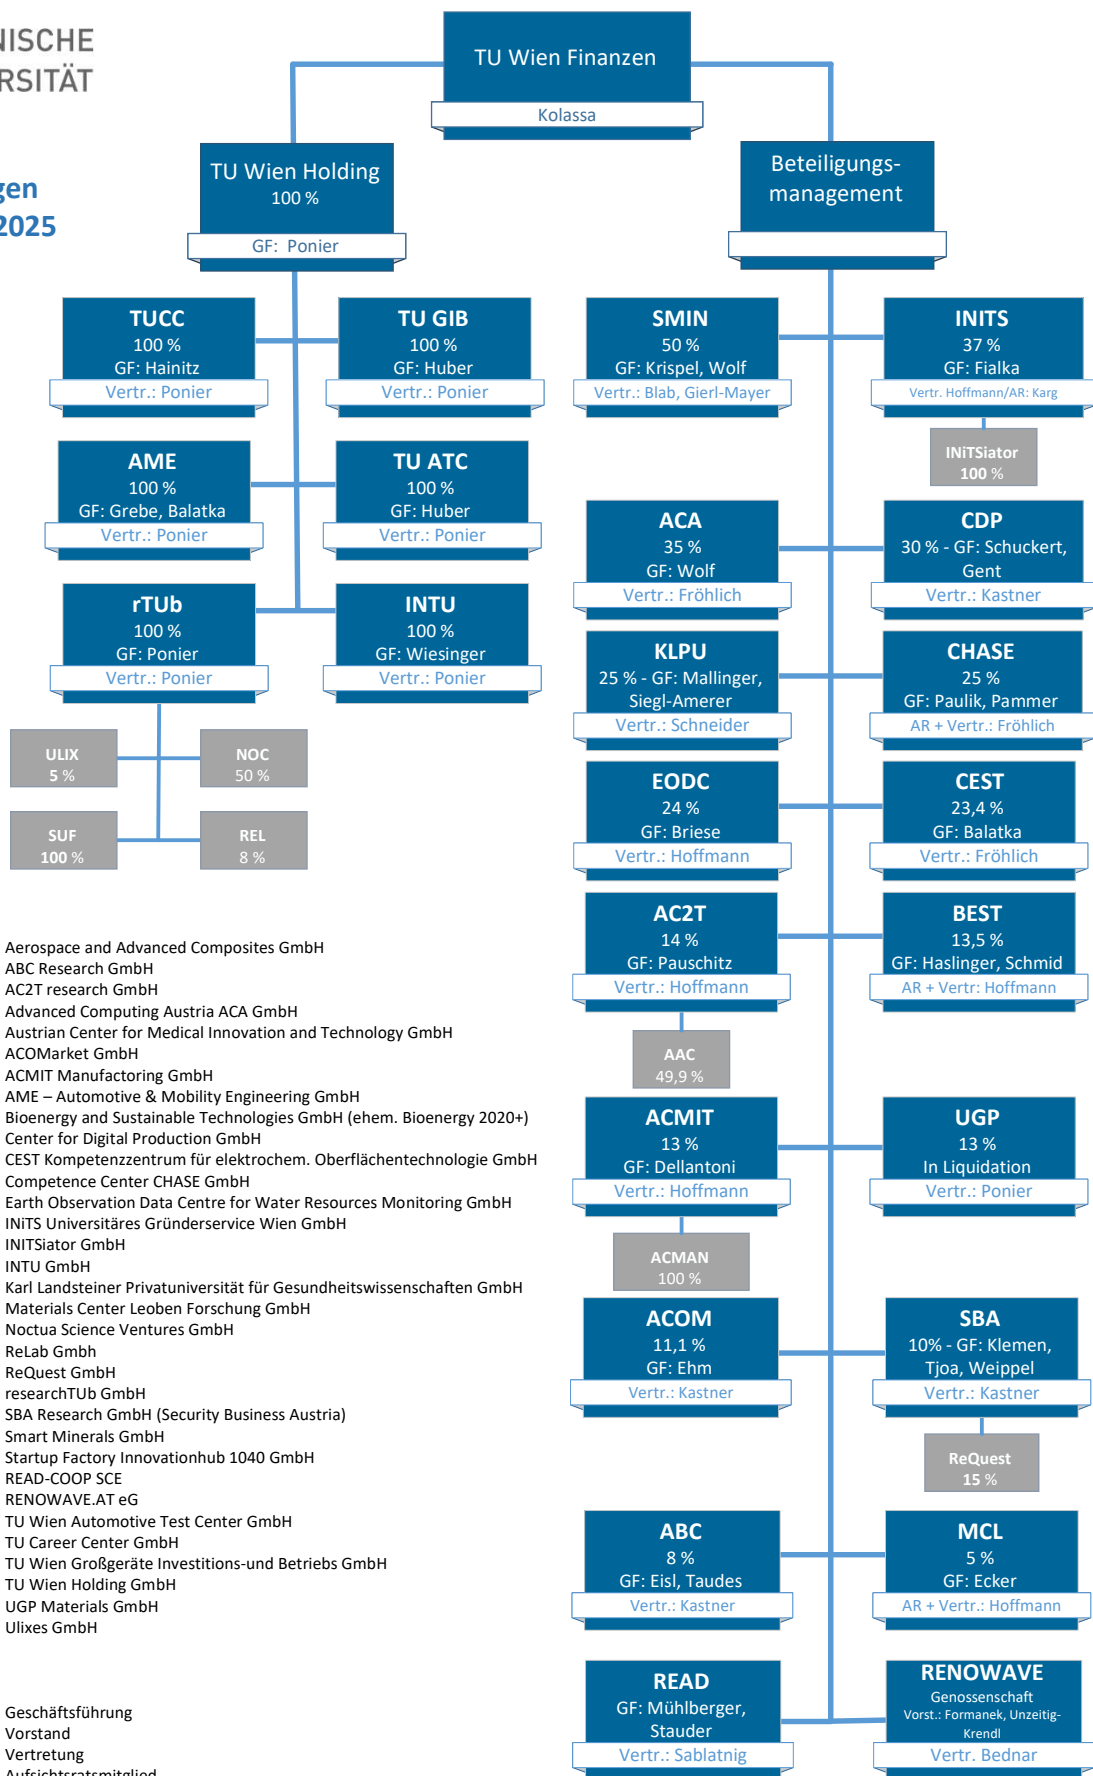 TU Wien Finanzen
Kolassa
TU Wien Holding
100 %
GF: Ponier
Beteiligungs-
management
2025
TUCC
100 %
GF: Hainitz
Vertr.: Ponier
TU GIB
100 %
GF: Huber
Vertr.: Ponier
AME
100 %
GF: Grebe, Balatka
Vertr.: Ponier
TU ATC
100 %
GF: Huber
Vertr.: Ponier
rTUb
100 %
GF: Ponier
Vertr.: Ponier
INTU
100 %
GF: Wiesinger
Vertr.: Ponier
ULIX
5 %
NOC
50 %
SUF
100 %
REL
8 %
SMIN
50 %
GF: Krispel, Wolf
Vertr.: Blab, Gierl-Mayer
INITS
37 %
GF: Fialka
Vertr. Hoffmann/AR: Karg
INiTSiator
100 %
ACA
35 %
GF: Wolf
Vertr.: Fröhlich
CDP
30 % - GF: Schuckert,
Gent
Vertr.: Kastner
KLPU
25 % - GF: Mallinger,
Siegl-Amerer
Vertr.: Schneider
CHASE
25 %
GF: Paulik, Pammer
AR + Vertr.: Fröhlich
EODC
24 %
GF: Briese
Vertr.: Hoffmann
CEST
23,4 %
GF: Balatka
Vertr.: Fröhlich
AC2T
14 %
GF: Pauschitz
Vertr.: Hoffmann
BEST
13,5 %
GF: Haslinger, Schmid
AR + Vertr: Hoffmann
AAC
49,9 %
ACMIT
13 %
GF: Dellantoni
Vertr.: Hoffmann
UGP
13 %
In Liquidation
Vertr.: Ponier
ACMAN
100 %
ACOM
11,1 %
GF: Ehm
Vertr.: Kastner
SBA
10% - GF: Klemen,
Tjoa, Weippel
Vertr.: Kastner
ReQuest
15 %
ABC
8 %
GF: Eisl, Taudes
Vertr.: Kastner
MCL
5 %
GF: Ecker
AR + Vertr.: Hoffmann
READ
GF: Mühlberger,
Stauder
Vertr.: Sablatnig
RENOWAVE
Genossenschaft
Vorst.: Formanek, Unzeitig-
Krendl
Vertr. Bednar
Aerospace and Advanced Composites GmbH
ABC Research GmbH
AC2T research GmbH
Advanced Computing Austria ACA GmbH
Austrian Center for Medical Innovation and Technology GmbH
ACOMarket GmbH
ACMIT Manufactoring GmbH
AME – Automotive & Mobility Engineering GmbH
Bioenergy and Sustainable Technologies GmbH (ehem. Bioenergy 2020+)
Center for Digital Production GmbH
CEST Kompetenzzentrum für elektrochem. Oberflächentechnologie GmbH
Competence Center CHASE GmbH
Earth Observation Data Centre for Water Resources Monitoring GmbH
INiTS Universitäres Gründerservice Wien GmbH
INITSiator GmbH
INTU GmbH
Karl Landsteiner Privatuniversität für Gesundheitswissenschaften GmbH
Materials Center Leoben Forschung GmbH
Noctua Science Ventures GmbH
ReLab Gmbh
ReQuest GmbH
researchTUb GmbH
SBA Research GmbH (Security Business Austria)
Smart Minerals GmbH
Startup Factory Innovationhub 1040 GmbH
READ-COOP SCE
RENOWAVE.AT eG
TU Wien Automotive Test Center GmbH
TU Career Center GmbH
TU Wien Großgeräte Investitions-und Betriebs GmbH
TU Wien Holding GmbH
UGP Materials GmbH
Ulixes GmbH
Geschäftsführung
Vorstand
Vertretung
Aufsichtsratsmitglied